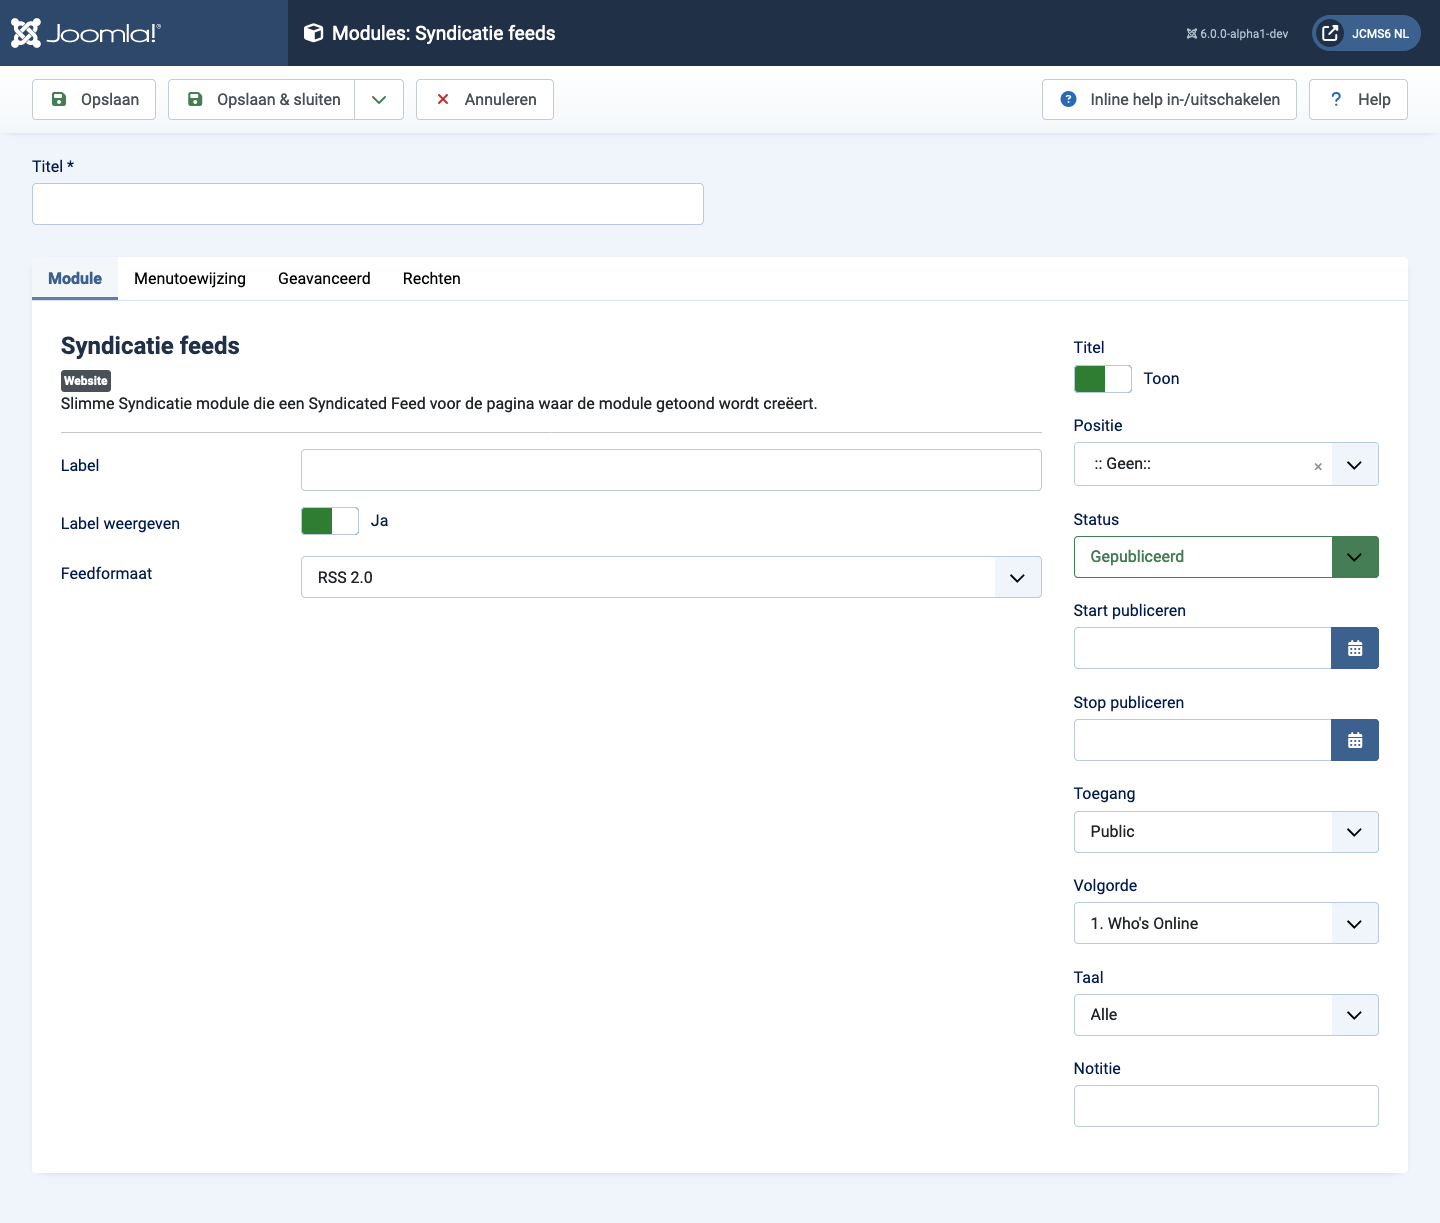 Joomla!®
Modules: Syndicatie feeds
6.0.0-alpha1-dev
JCMS6 NL
Opslaan
Opslaan & sluiten
Annuleren
Inline help in-/uitschakelen
? Help
Titel *
Module
Menutoewijzing
Geavanceerd
Rechten
Syndicatie feeds
Website
Slimme Syndicatie module die een Syndicated Feed voor de pagina waar de module getoond wordt creëert.
Label
Label weergeven
Ja
Feedformaat
RSS 2.0
Titel
Toon
Positie
:: Geen::
×
Status
Gepubliceerd
Start publiceren
Stop publiceren
Toegang
Public
Volgorde
1. Who's Online
Taal
Alle
Notitie